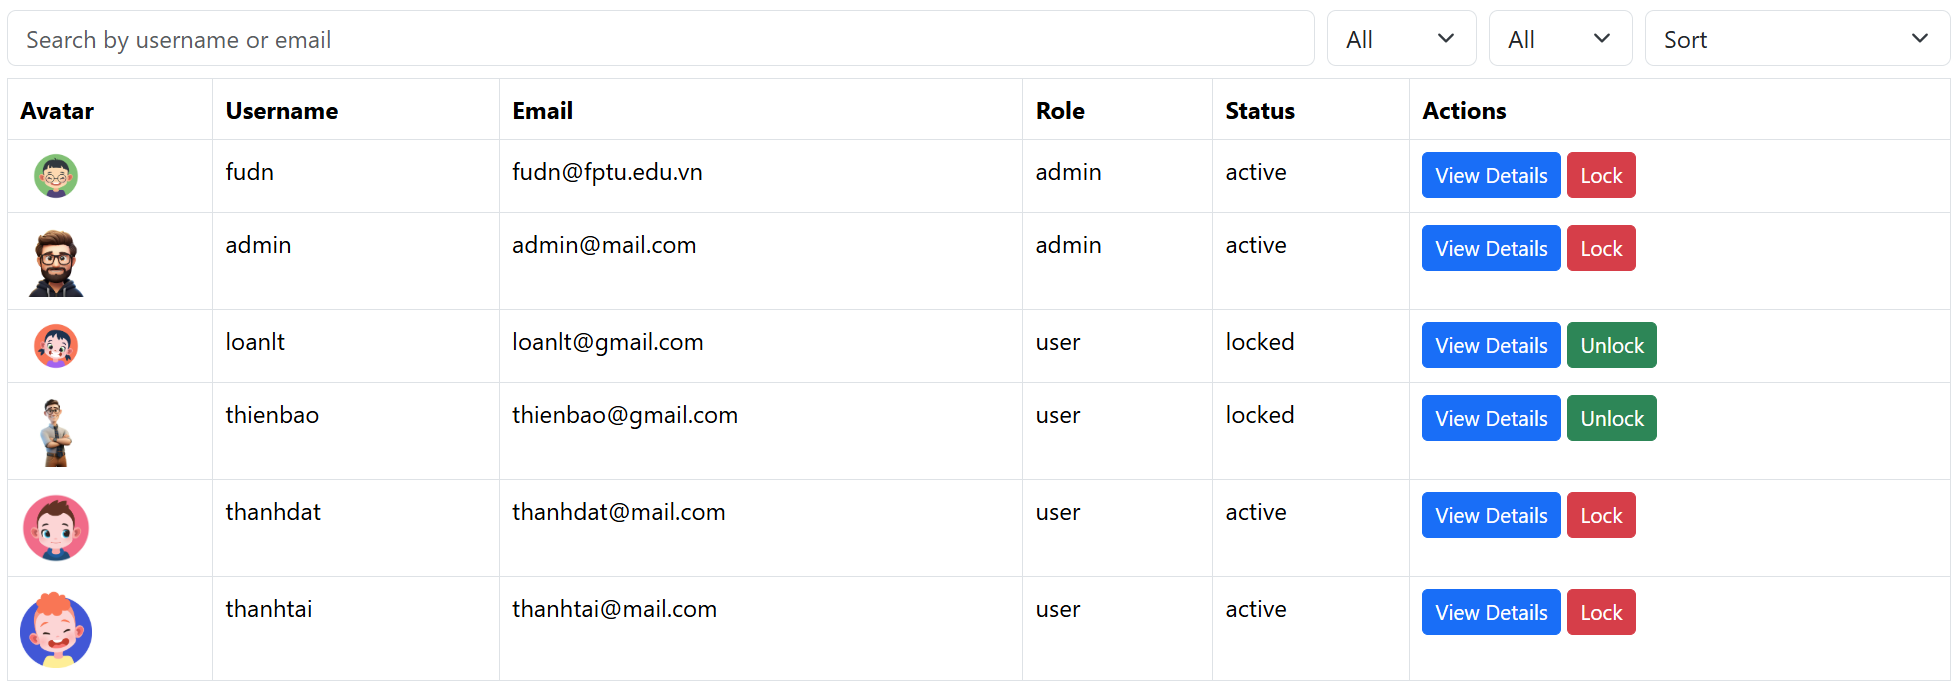 Search by username or email All All Sort
Avatar Username Email Role Status Actions
fudn fudn@fptu.edu.vn admin active View Details Lock
admin admin@mail.com admin active View Details Lock
loanlt loanlt@gmail.com user locked View Details Unlock
thienbao thienbao@gmail.com user locked View Details Unlock
thanhdat thanhdat@mail.com user active View Details Lock
thanhtai thanhtai@mail.com user active View Details Lock